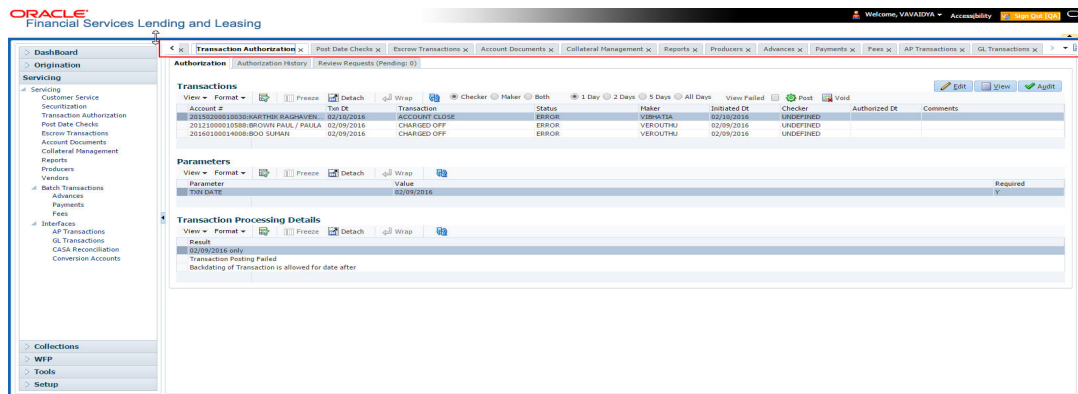 ORACLE
Financial Services Lending and Leasing
Welcome, VAVAIDYA Accessibility Sign Out [QA]
DashBoard
Origination
Servicing
Servicing
Customer Service
Securitization
Transaction Authorization
Post Date Checks
Escrow Transactions
Account Documents
Collateral Management
Reports
Producers
Vendors
Batch Transactions
Advances
Payments
Fees
Interfaces
AP Transactions
GL Transactions
CASA Reconciliation
Conversion Accounts
Collections
WFP
Tools
Setup
Transaction Authorization Post Date Checks Escrow Transactions Account Documents Collateral Management Reports Producers Advances Payments Fees AP Transactions GL Transactions
Authorization Authorization History Review Requests (Pending: 0)
Transactions Edit View Audit
View Format Freeze Detach Wrap Checker Maker Both 1 Day 2 Days 5 Days All Days View Failed Post Void
Account # Txn Dt Transaction Status Maker Initiated Dt Checker Authorized Dt Comments
20150200010030:KARTHIK RAGHAVEN... 02/10/2016 ACCOUNT CLOSE ERROR VIBHATIA 02/10/2016 UNDEFINED
20121000010588:BROWN PAUL / PAULA 02/09/2016 CHARGED OFF ERROR VEROUTHU 02/09/2016 UNDEFINED
20160100014008:BOO SUMAN 02/09/2016 CHARGED OFF ERROR VEROUTHU 02/09/2016 UNDEFINED
Parameters
View Format Freeze Detach Wrap
Parameter Value Required
TXN DATE 02/09/2016 Y
Transaction Processing Details
View Format Freeze Detach Wrap
Result
02/09/2016 only
Transaction Posting Failed
Backdating of Transaction is allowed for date after